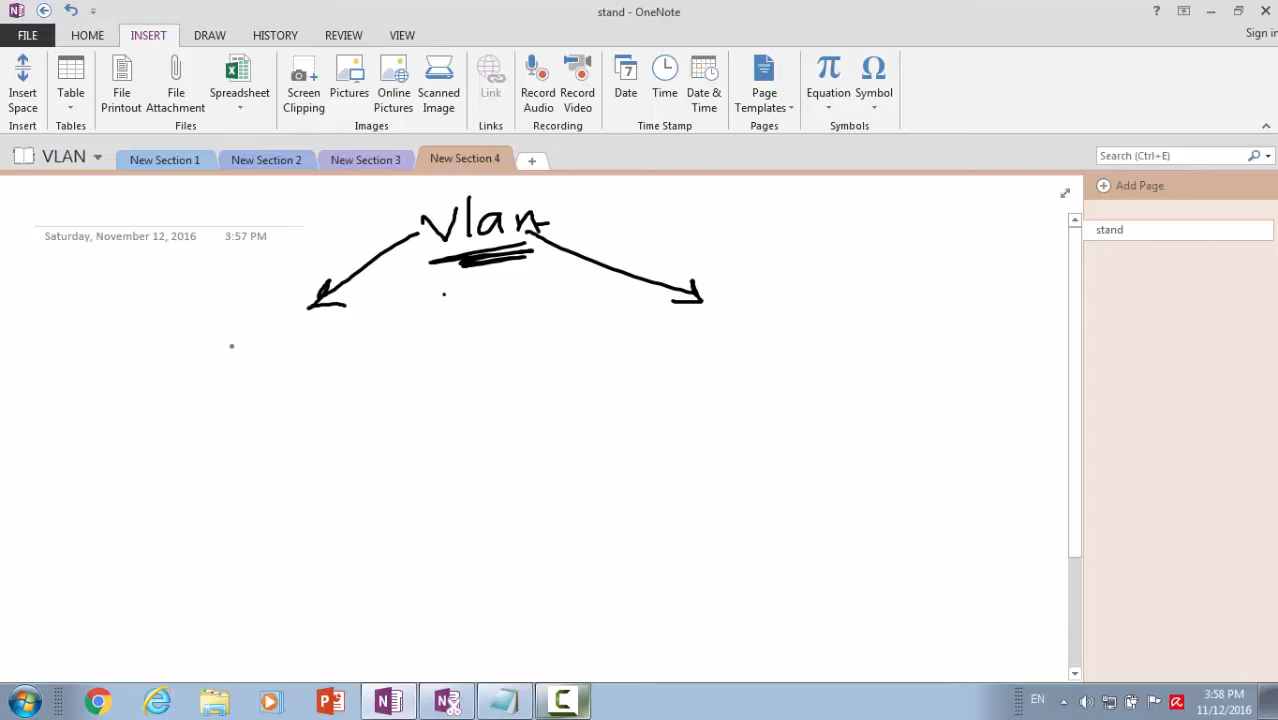 stand - OneNote
?
FILE HOME INSERT DRAW HISTORY REVIEW VIEW
Sign in
Insert Space
Table
File Printout
File Attachment
Spreadsheet
Screen Clipping
Pictures
Online Pictures
Scanned Image
Link
Record Audio
Record Video
Date
Time
Date & Time
Page Templates
π Equation
Ω Symbol
Insert Tables Files Images Links Recording Time Stamp Pages Symbols
VLAN New Section 1 New Section 2 New Section 3 New Section 4 +
Search (Ctrl+E)
Add Page
stand
Vlan
Saturday, November 12, 2016 3:57 PM
EN
3:58 PM
11/12/2016